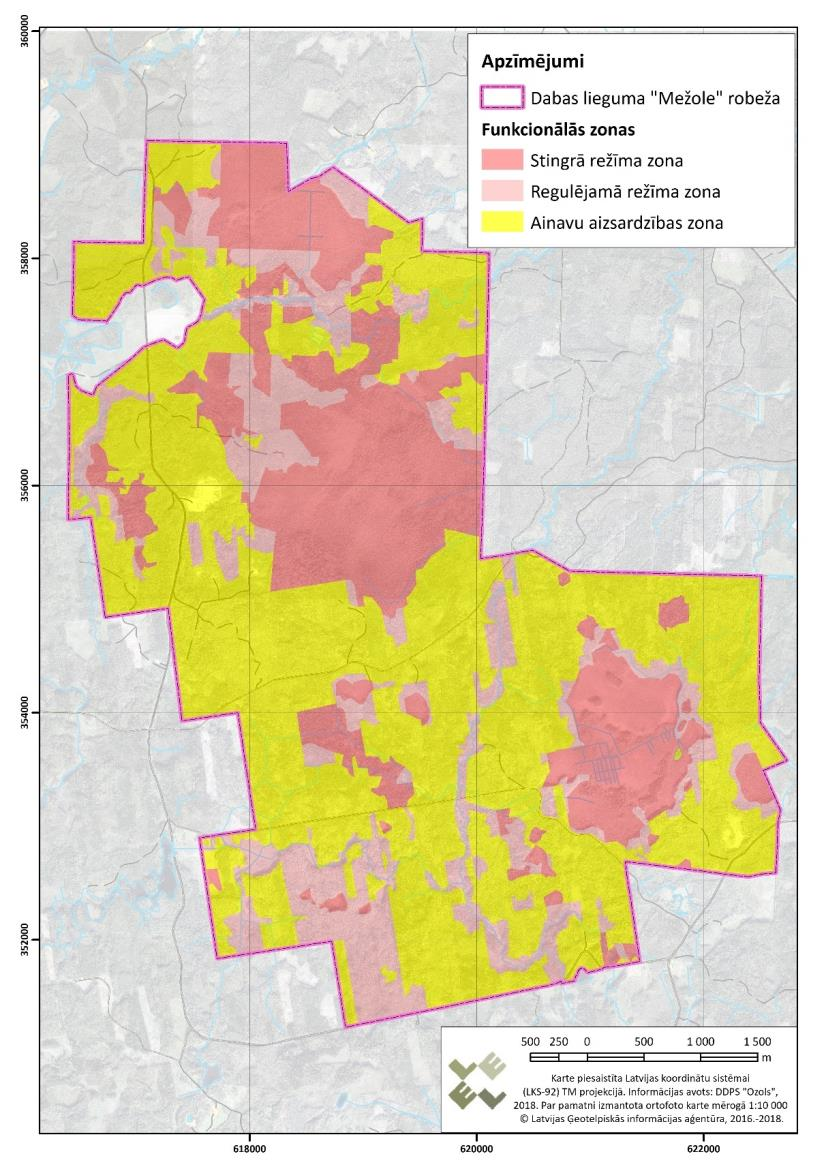 Apzīmējumi
Dabas lieguma "Mežole" robeža
Funkcionālās zonas
Stingrā režīma zona
Regulējamā režīma zona
Ainavu aizsardzības zona
360000
358000
356000
354000
352000
500 250 0 500 1 000 1 500
m
Karte piesaistīta Latvijas koordinātu sistēmai
(LKS-92) TM projekcijā. Informācijas avots: DDPS "Ozols",
2018. Par pamatni izmantota ortofoto karte mērogā 1:10 000
© Latvijas Ģeotelpiskās informācijas aģentūra, 2016.-2018.
618000 620000 622000